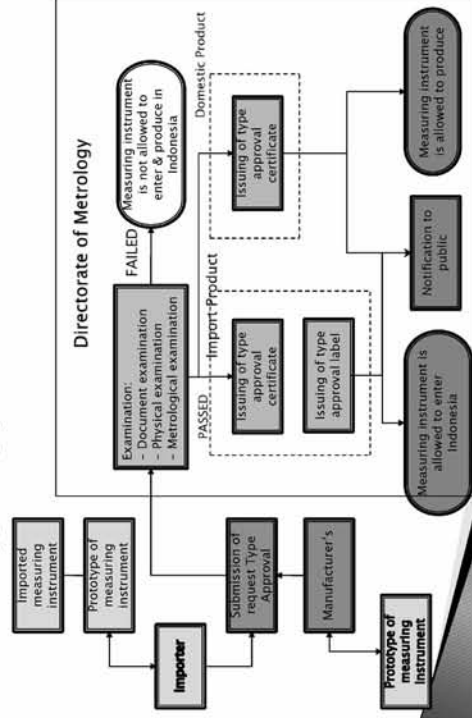 Imported
measuring
instrument
Prototype of
measuring
instrument
Importer
Submission of
request Type
Approval
Manufacturer's
Prototype of
measuring
instrument
Directorate of Metrology
Examination:
– Document examination
– Physical examination
– Metrological examination
FAILED
Measuring instrument
is not allowed to
enter & produce in
Indonesia
PASSED
Import Product
Issuing of type
approval
certificate
Issuing of type
approval label
Domestic Product
Issuing of type
approval
certificate
Measuring instrument is
allowed to enter
Indonesia
Notification to
public
Measuring instrument
is allowed to produce